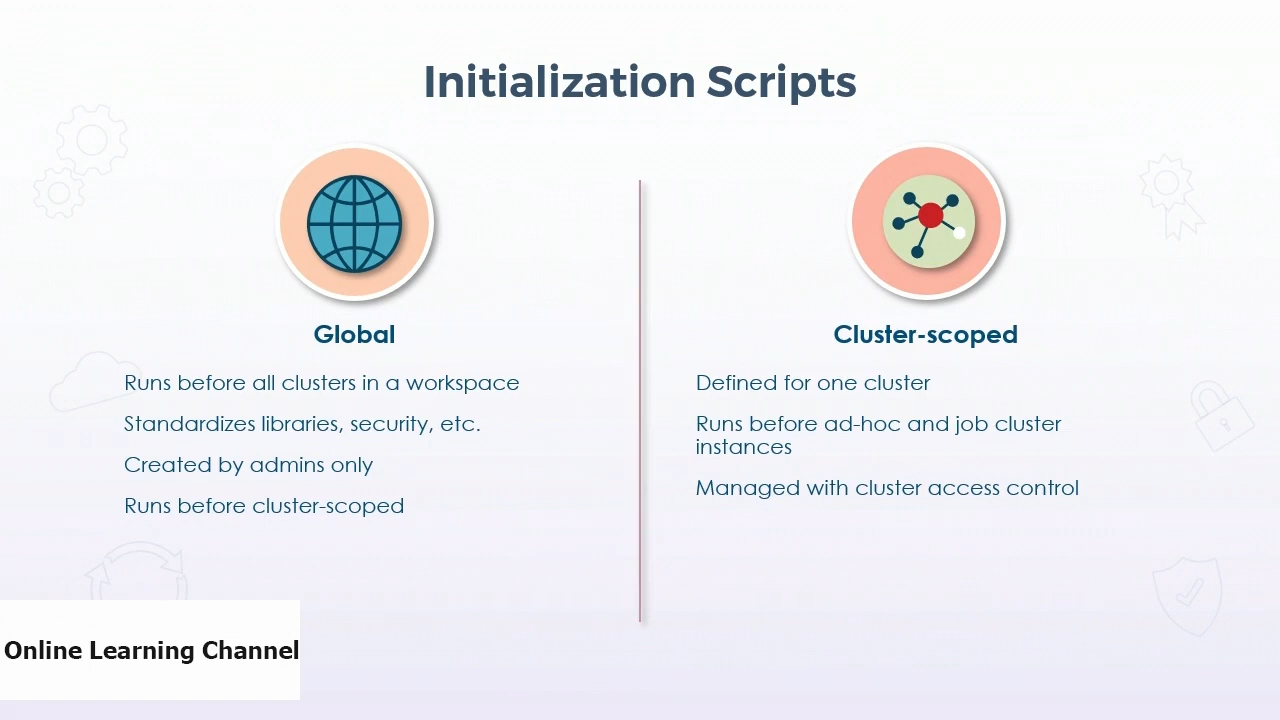 Initialization Scripts
Global
Runs before all clusters in a workspace
Standardizes libraries, security, etc.
Created by admins only
Runs before cluster-scoped
Cluster-scoped
Defined for one cluster
Runs before ad-hoc and job cluster
instances
Managed with cluster access control
Online Learning Channel